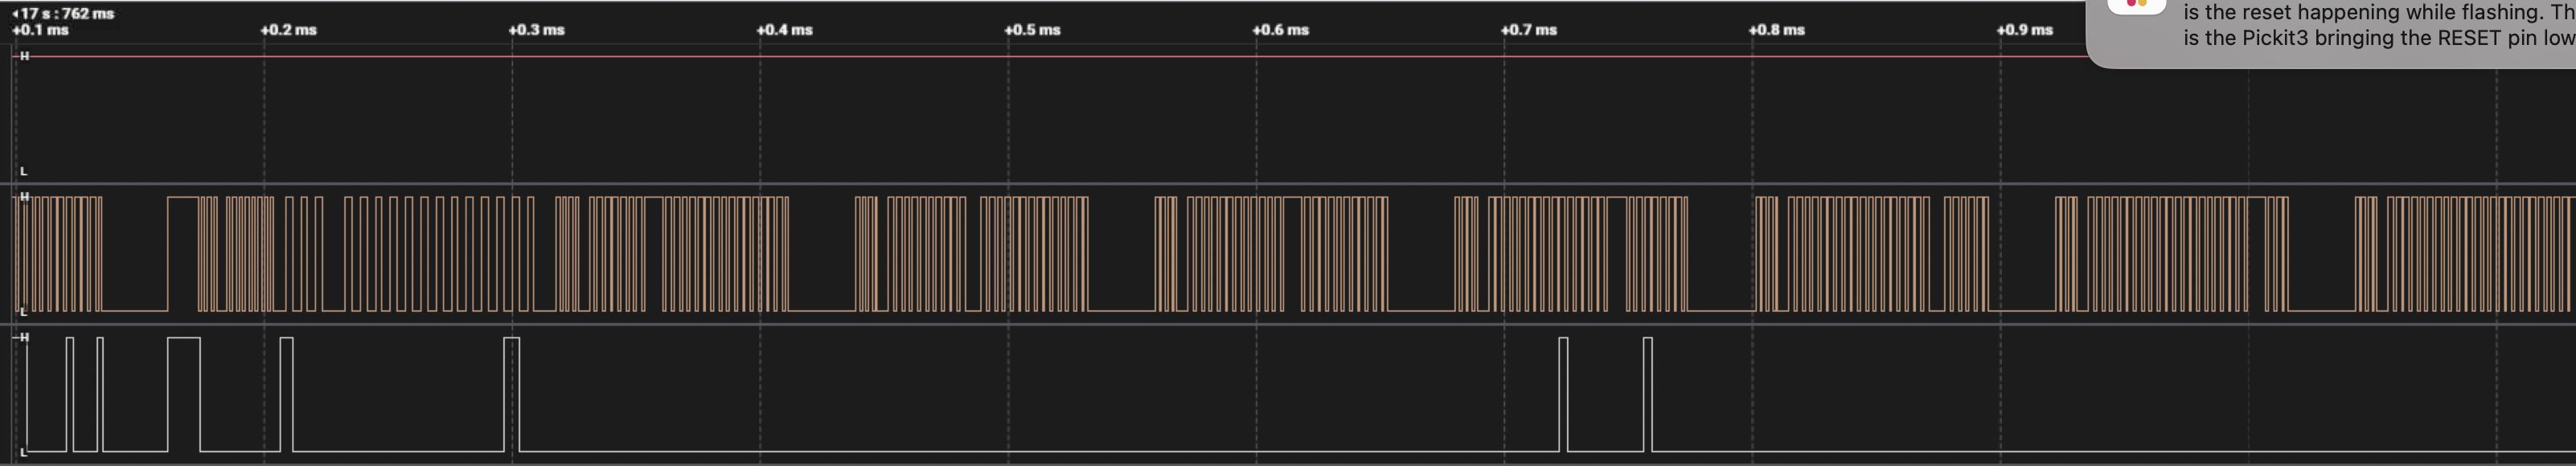 17 s : 762 ms
+0.1 ms +0.2 ms +0.3 ms +0.4 ms +0.5 ms +0.6 ms +0.7 ms +0.8 ms +0.9 ms
is the reset happening while flashing. Th
is the Pickit3 bringing the RESET pin low
H
L
H
L
H
L